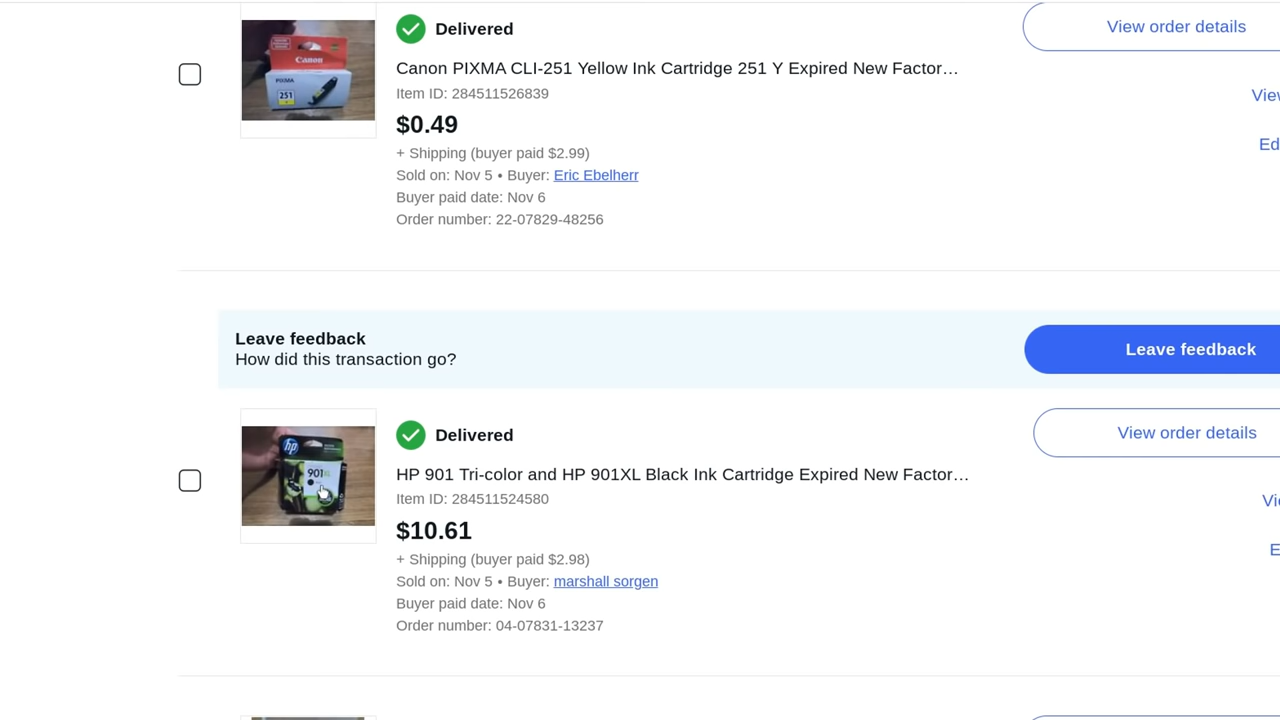 Delivered
View order details
Canon PIXMA CLI-251 Yellow Ink Cartridge 251 Y Expired New Factor…
Item ID: 284511526839
$0.49
+ Shipping (buyer paid $2.99)
Sold on: Nov 5 • Buyer: Eric Ebelherr
Buyer paid date: Nov 6
Order number: 22-07829-48256
Canon
PIXMA
251
Leave feedback
How did this transaction go?
Leave feedback
Delivered
View order details
HP 901 Tri-color and HP 901XL Black Ink Cartridge Expired New Factor…
Item ID: 284511524580
$10.61
+ Shipping (buyer paid $2.98)
Sold on: Nov 5 • Buyer: marshall sorgen
Buyer paid date: Nov 6
Order number: 04-07831-13237
hp
901XL